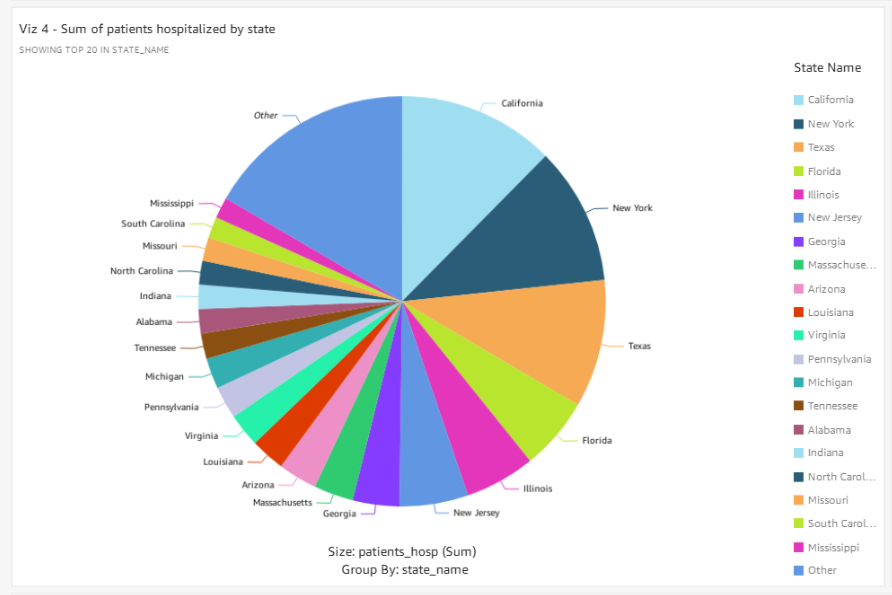 Viz 4 - Sum of patients hospitalized by state
SHOWING TOP 20 IN STATE_NAME
State Name
California
New York
Texas
Florida
Illinois
New Jersey
Georgia
Massachuse...
Arizona
Louisiana
Virginia
Pennsylvania
Michigan
Tennessee
Alabama
Indiana
North Carol...
Missouri
South Carol...
Mississippi
Other
California
New York
Texas
Florida
Illinois
New Jersey
Georgia
Massachusetts
Arizona
Louisiana
Virginia
Pennsylvania
Michigan
Tennessee
Alabama
Indiana
North Carolina
Missouri
South Carolina
Mississippi
Other
Size: patients_hosp (Sum)
Group By: state_name